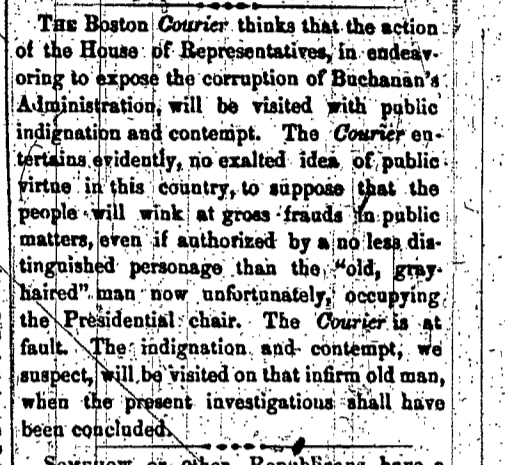 THE Boston Courier thinks that the action
of the House of Representatives, in endeav-
oring to expose the corruption of Buchanan's
Administration, will be visited with public
indignation and contempt. The Courier en-
tertains evidently, no exalted idea of public
virtue in this country, to suppose that the
people will wink at gross frauds in public
matters, even if authorized by a no less dis-
tinguished personage than the "old, gray-
haired" man now unfortunately, occupying
the Presidential chair. The Courier is at
fault. The indignation and contempt, we
suspect, will be visited on that infirm old man,
when the present investigations shall have
been concluded.
SOMEHOW or other, Republicans have a